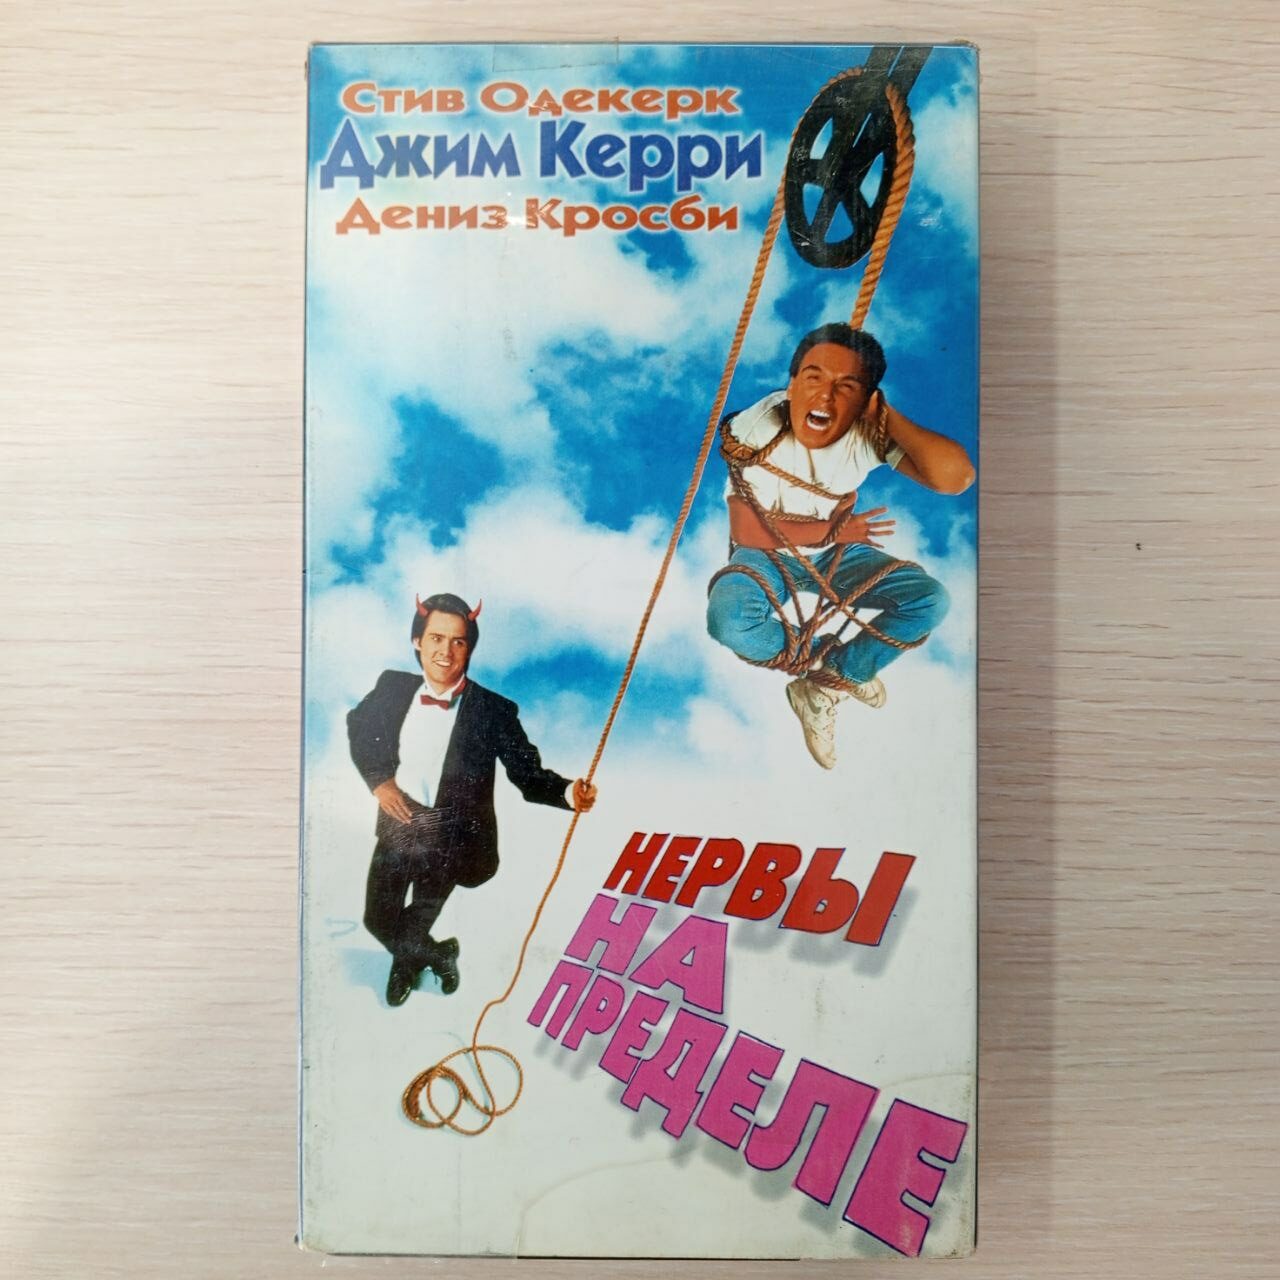 Стив Одекерк
Джим Керри
Дениз Кросби
НЕРВЫ
НА
ПРЕДЕЛЕ